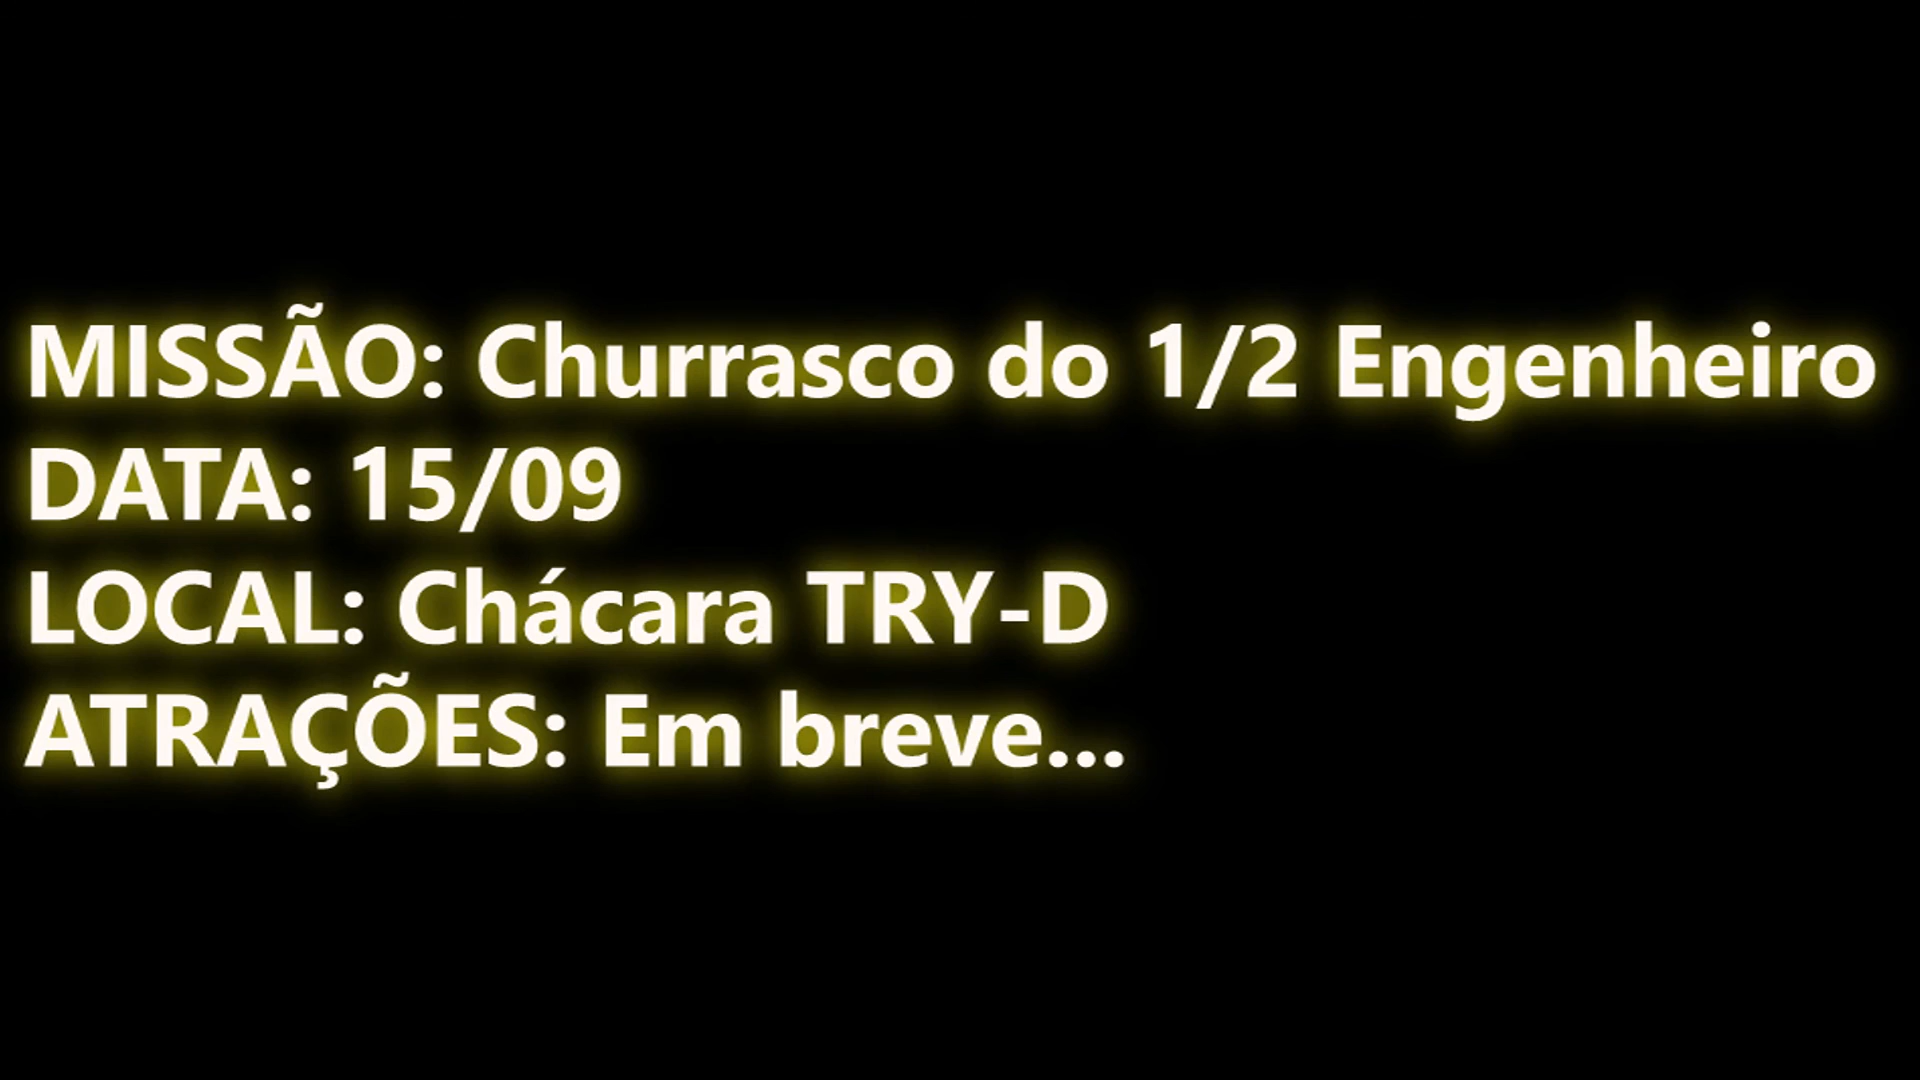 MISSÃO: Churrasco do 1/2 Engenheiro
DATA: 15/09
LOCAL: Chácara TRY-D
ATRAÇÕES: Em breve...